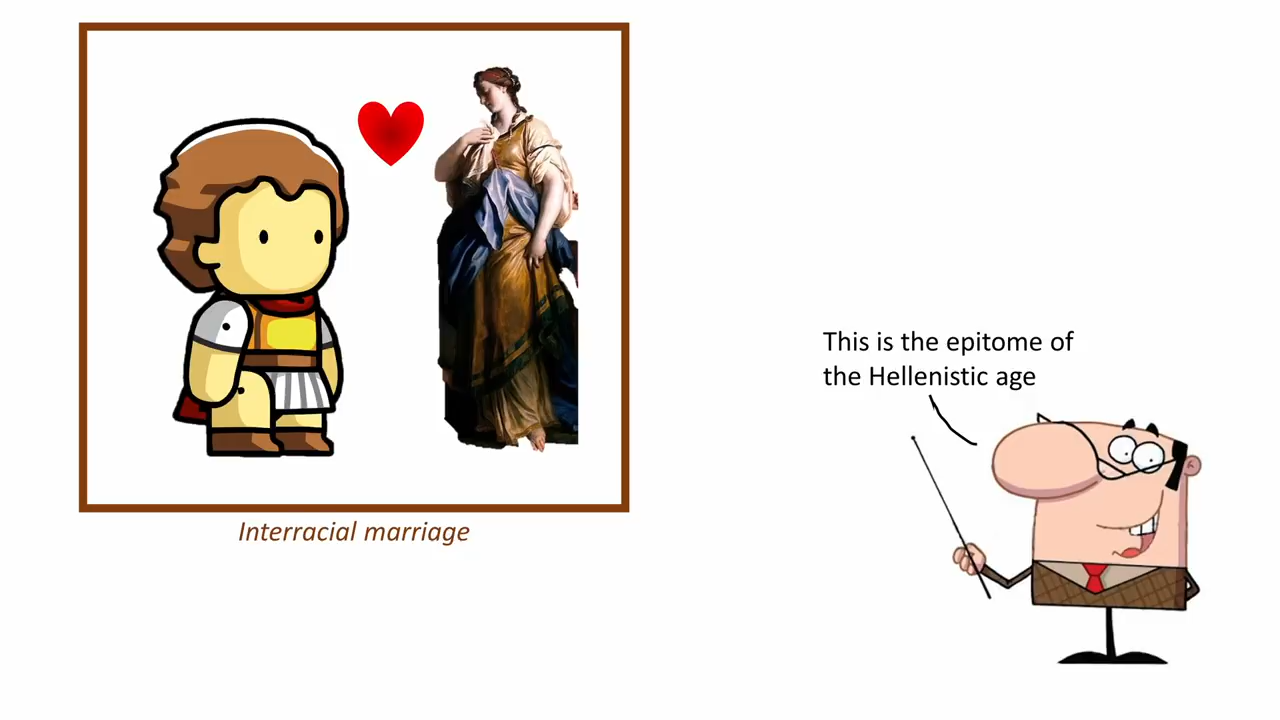 This is the epitome of
the Hellenistic age
Interracial marriage